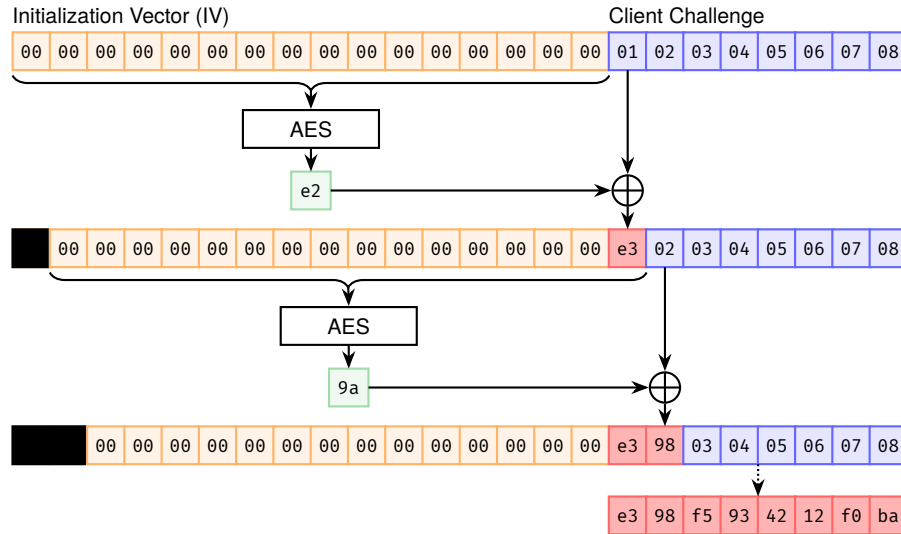 Initialization Vector (IV) Client Challenge
00 00 00 00 00 00 00 00 00 00 00 00 00 00 00 00 01 02 03 04 05 06 07 08
AES
e2
00 00 00 00 00 00 00 00 00 00 00 00 00 00 00 e3 02 03 04 05 06 07 08
AES
9a
00 00 00 00 00 00 00 00 00 00 00 00 00 00 e3 98 03 04 05 06 07 08
e3 98 f5 93 42 12 f0 ba